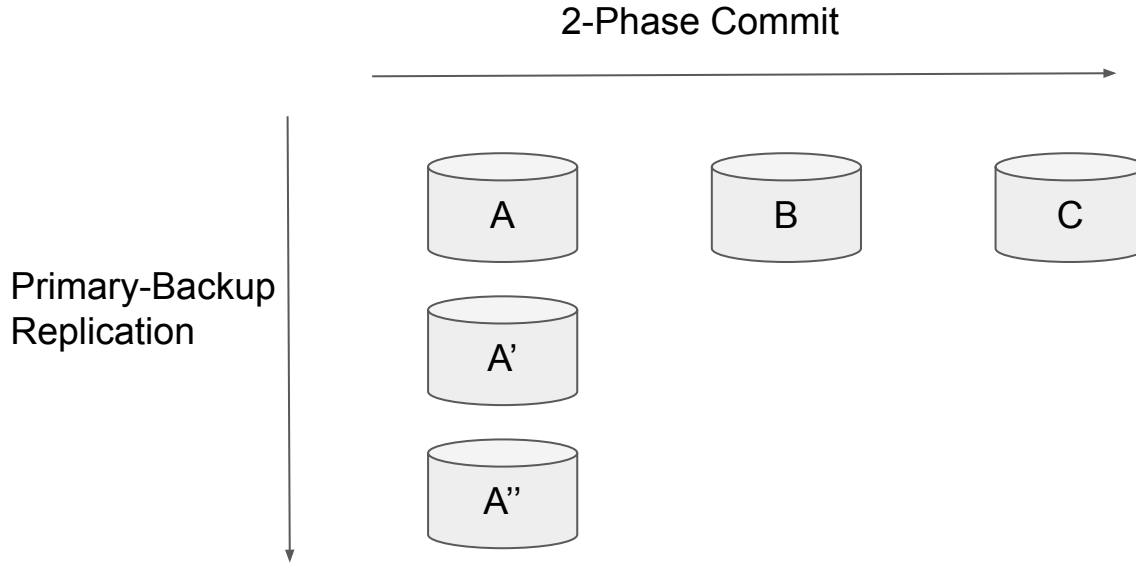 2-Phase Commit
A
B
C
Primary-Backup
Replication
A’
A’’